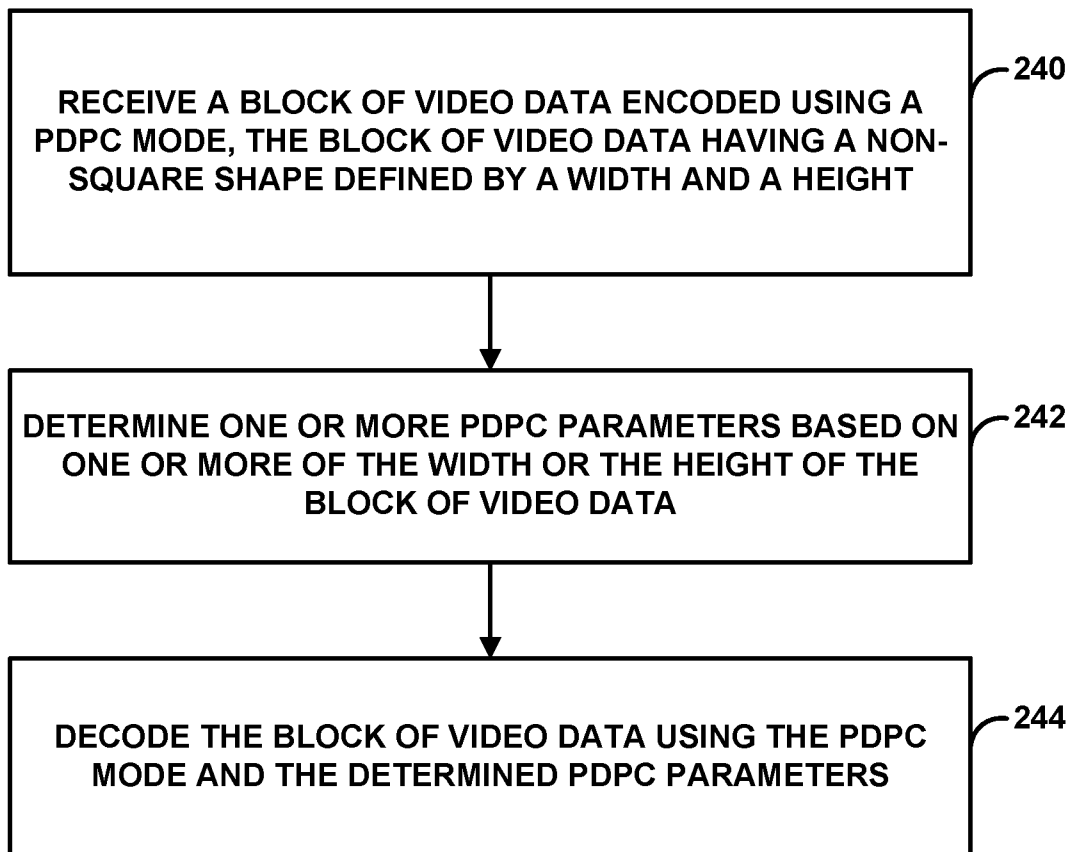 RECEIVE A BLOCK OF VIDEO DATA ENCODED USING A
PDPC MODE, THE BLOCK OF VIDEO DATA HAVING A NON-
SQUARE SHAPE DEFINED BY A WIDTH AND A HEIGHT
240
DETERMINE ONE OR MORE PDPC PARAMETERS BASED ON
ONE OR MORE OF THE WIDTH OR THE HEIGHT OF THE
BLOCK OF VIDEO DATA
242
DECODE THE BLOCK OF VIDEO DATA USING THE PDPC
MODE AND THE DETERMINED PDPC PARAMETERS
244